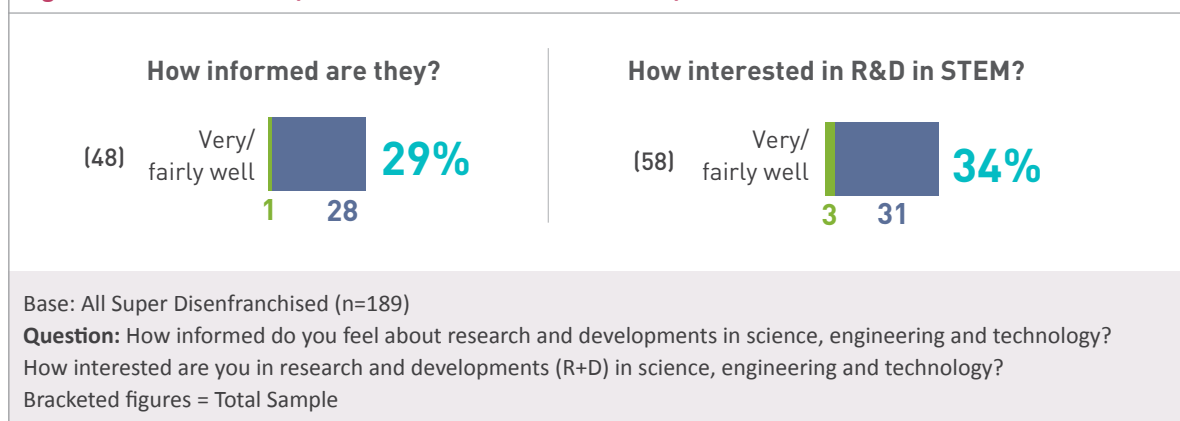 How informed are they?
(48)
Very/
fairly well
29%
1 28
How interested in R&D in STEM?
(58)
Very/
fairly well
34%
3 31
Base: All Super Disenfranchised (n=189)
Question: How informed do you feel about research and developments in science, engineering and technology?
How interested are you in research and developments (R+D) in science, engineering and technology?
Bracketed figures = Total Sample